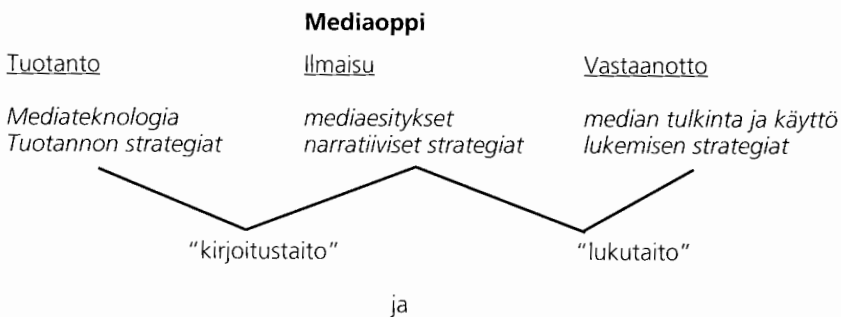 Mediaoppi
Tuotanto Ilmaisu Vastaanotto
Mediateknologia mediaesitykset median tulkinta ja käyttö
Tuotannon strategiat narratiiviset strategiat lukemisen strategiat
"kirjoitustaito" "lukutaito"
ja